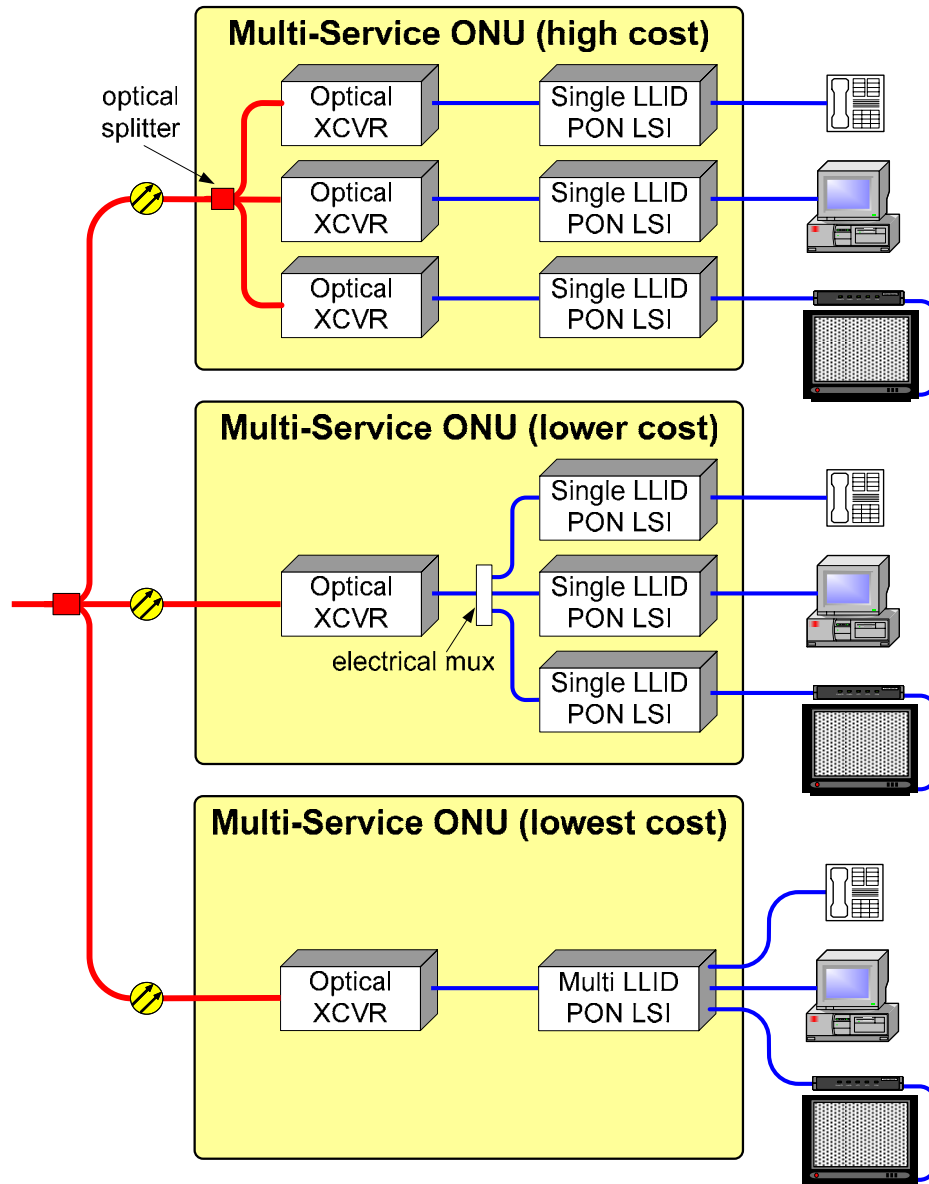 Multi-Service ONU (high cost)
optical
splitter
Optical
XCVR
Single LLID
PON LSI
Optical
XCVR
Single LLID
PON LSI
Optical
XCVR
Single LLID
PON LSI
Multi-Service ONU (lower cost)
Single LLID
PON LSI
Optical
XCVR
Single LLID
PON LSI
electrical mux
Single LLID
PON LSI
Multi-Service ONU (lowest cost)
Optical
XCVR
Multi LLID
PON LSI